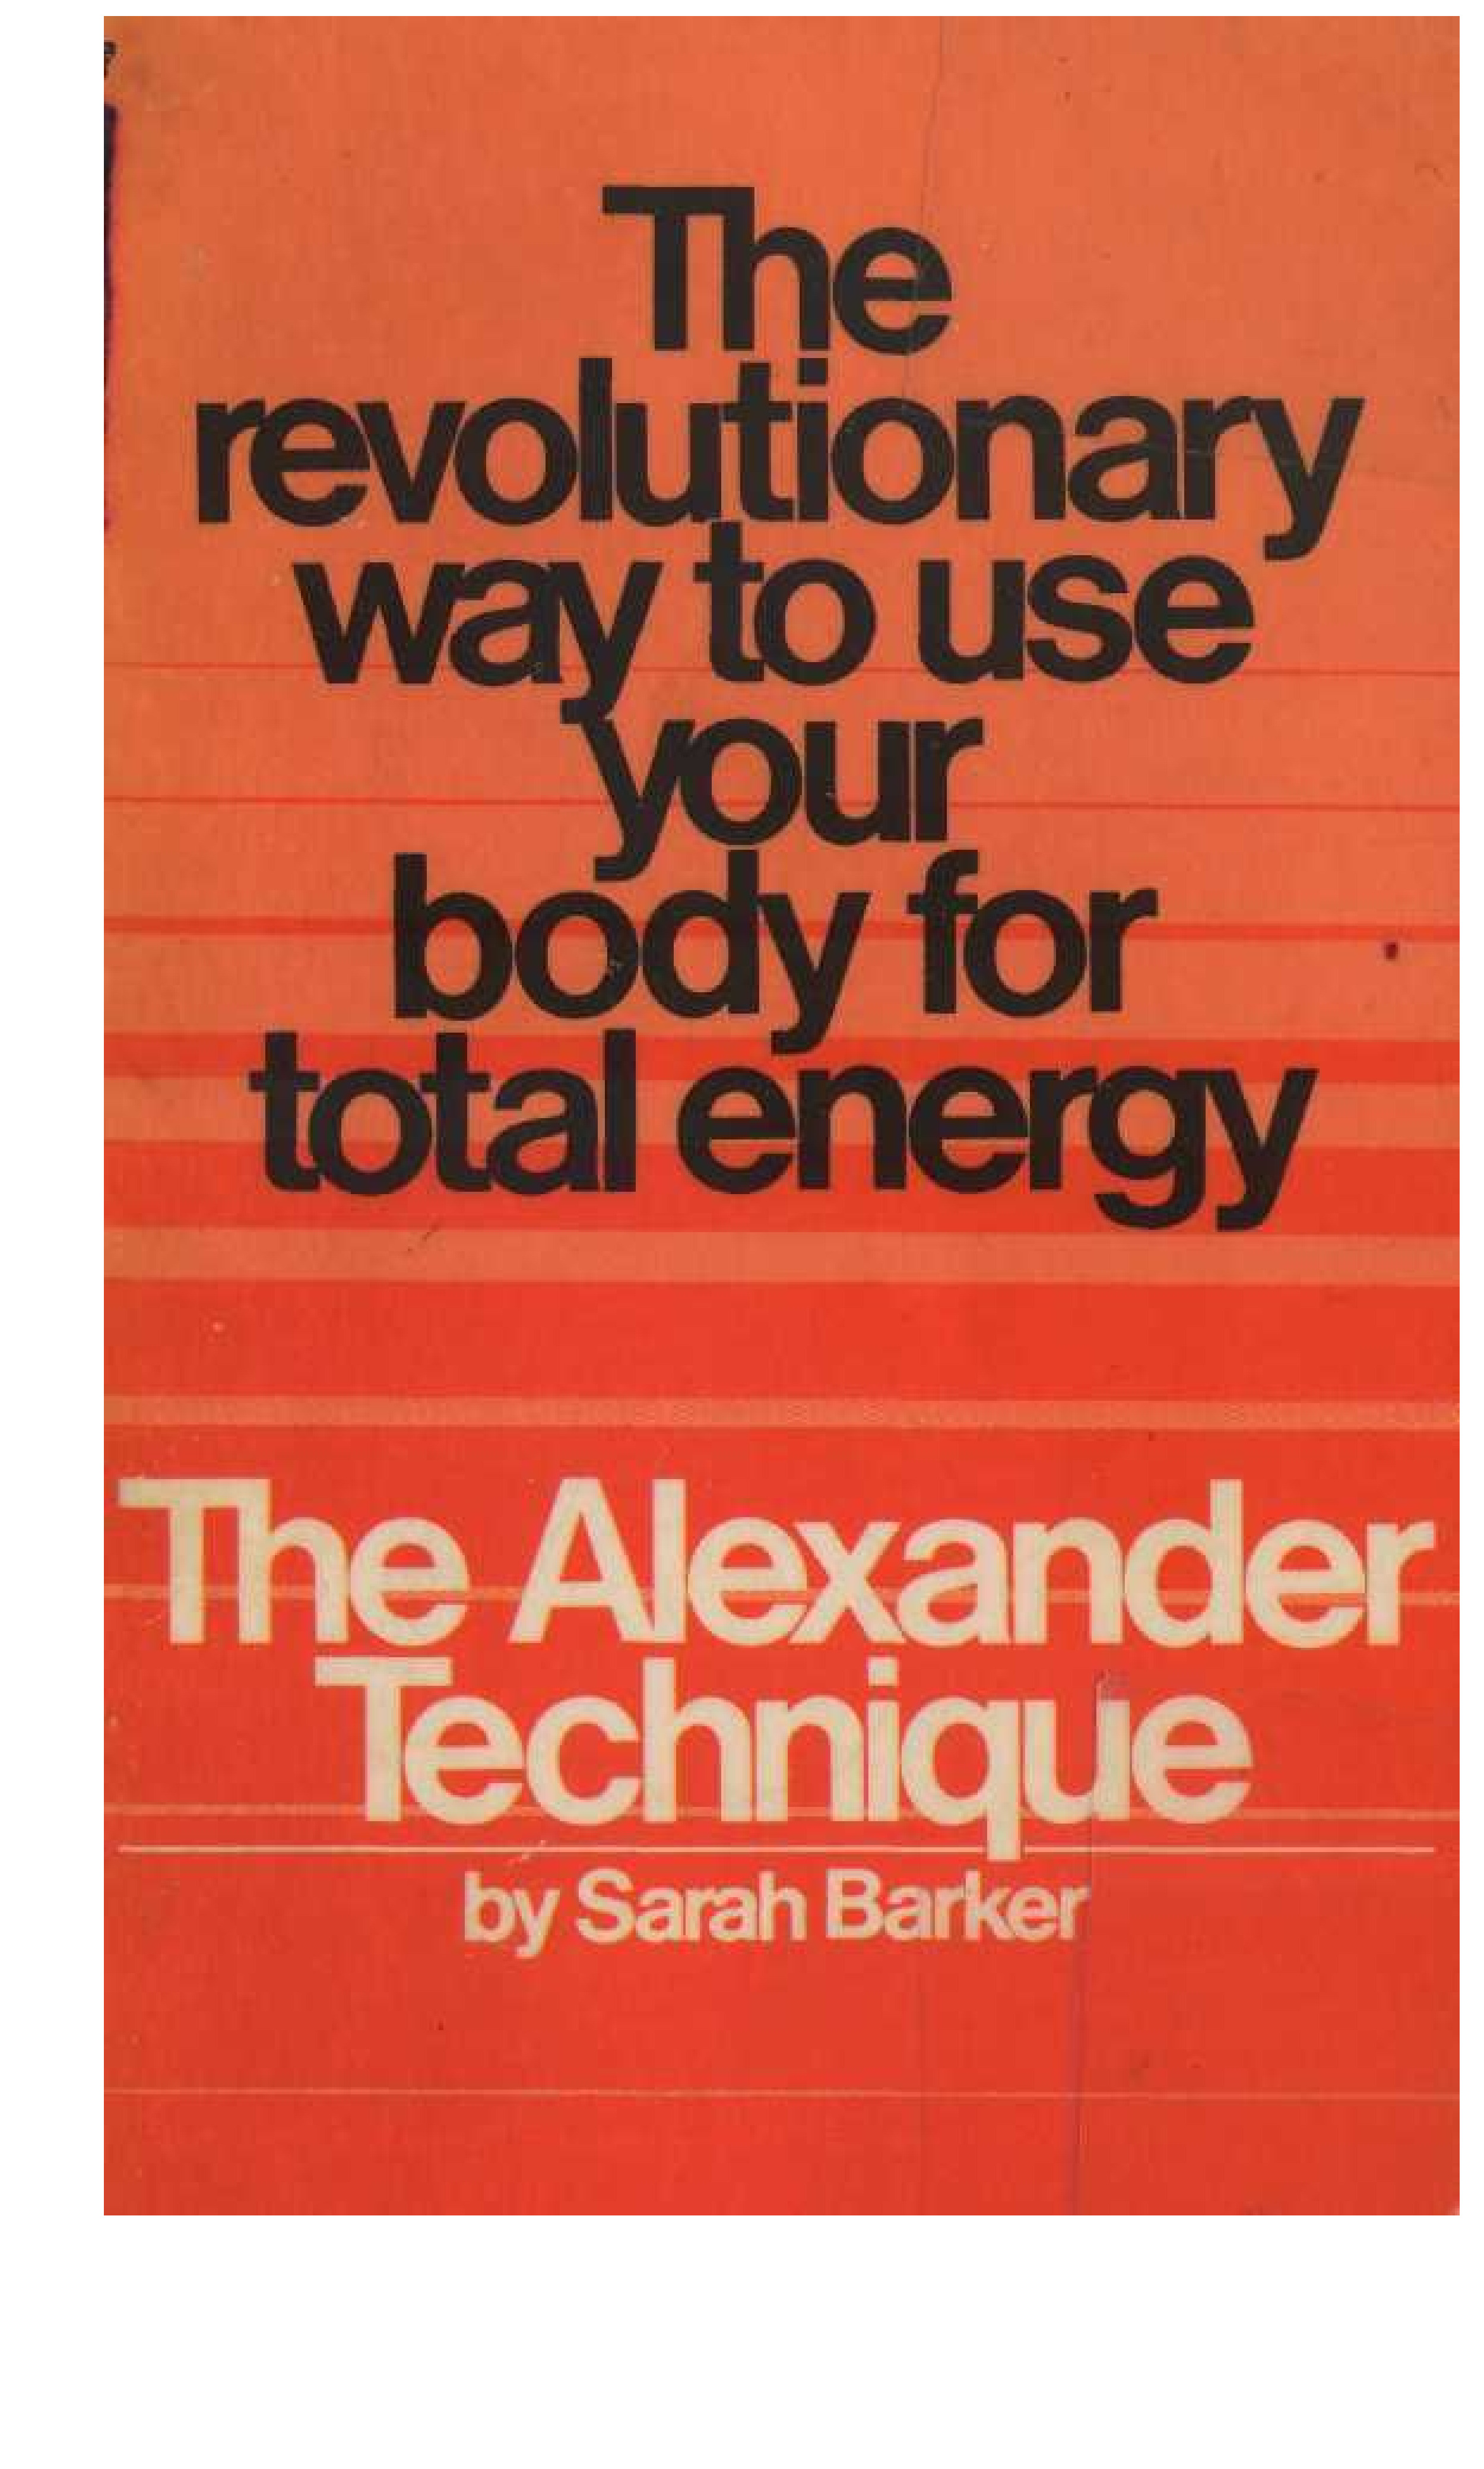 The
revolutionary
way to use
your
body for
total energy
The Alexander
Technique
by Sarah Barker